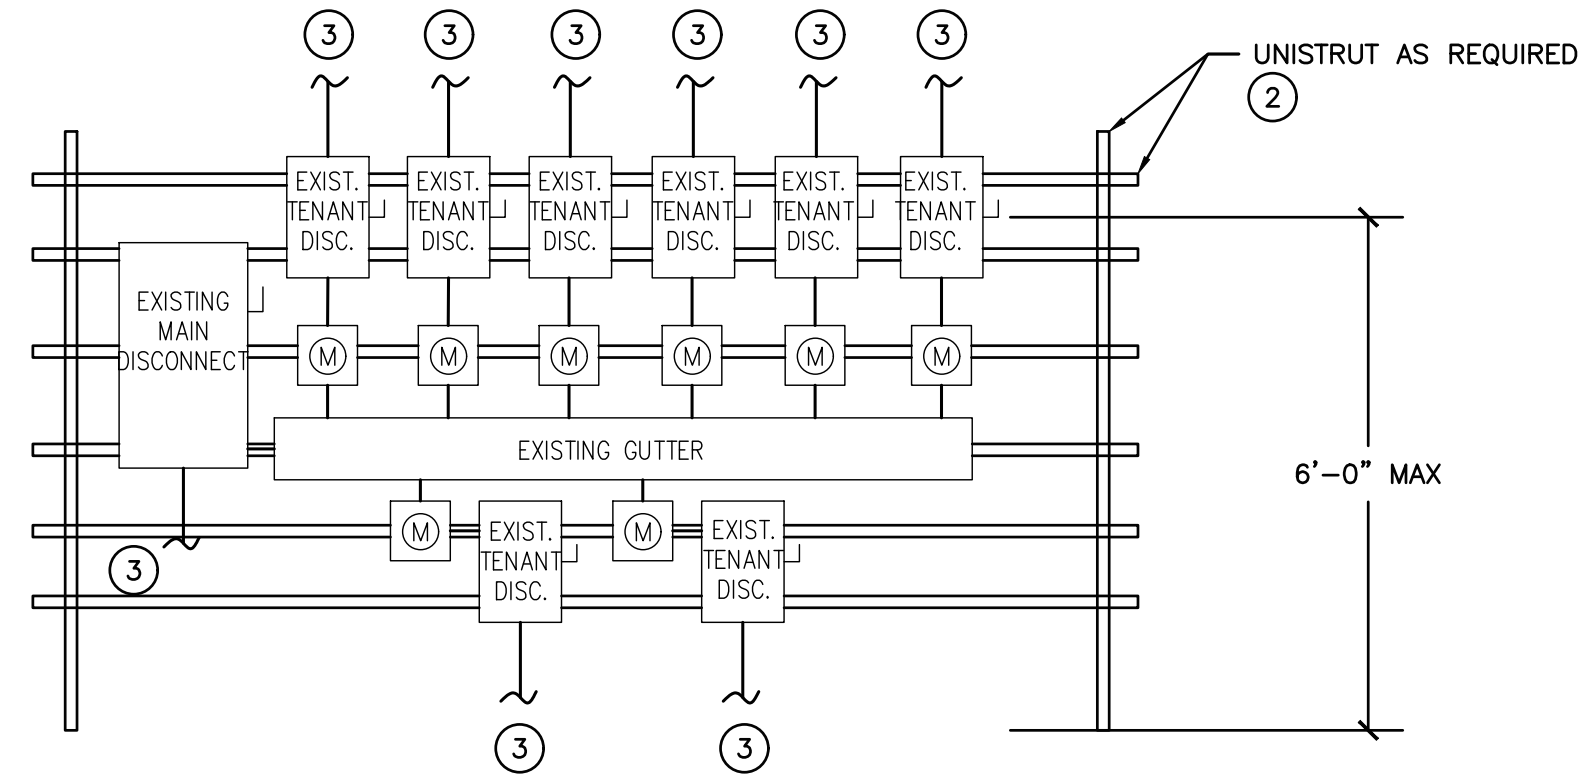 3 3 3 3 3 3
UNISTRUT AS REQUIRED
2
EXIST. EXIST. EXIST. EXIST. EXIST. EXIST.
TENANT TENANT TENANT TENANT TENANT TENANT
DISC. DISC. DISC. DISC. DISC. DISC.
EXISTING
MAIN
DISCONNECT
M M M M M M
EXISTING GUTTER
6'-0" MAX
M
EXIST.
TENANT
DISC.
M
EXIST.
TENANT
DISC.
3
3 3